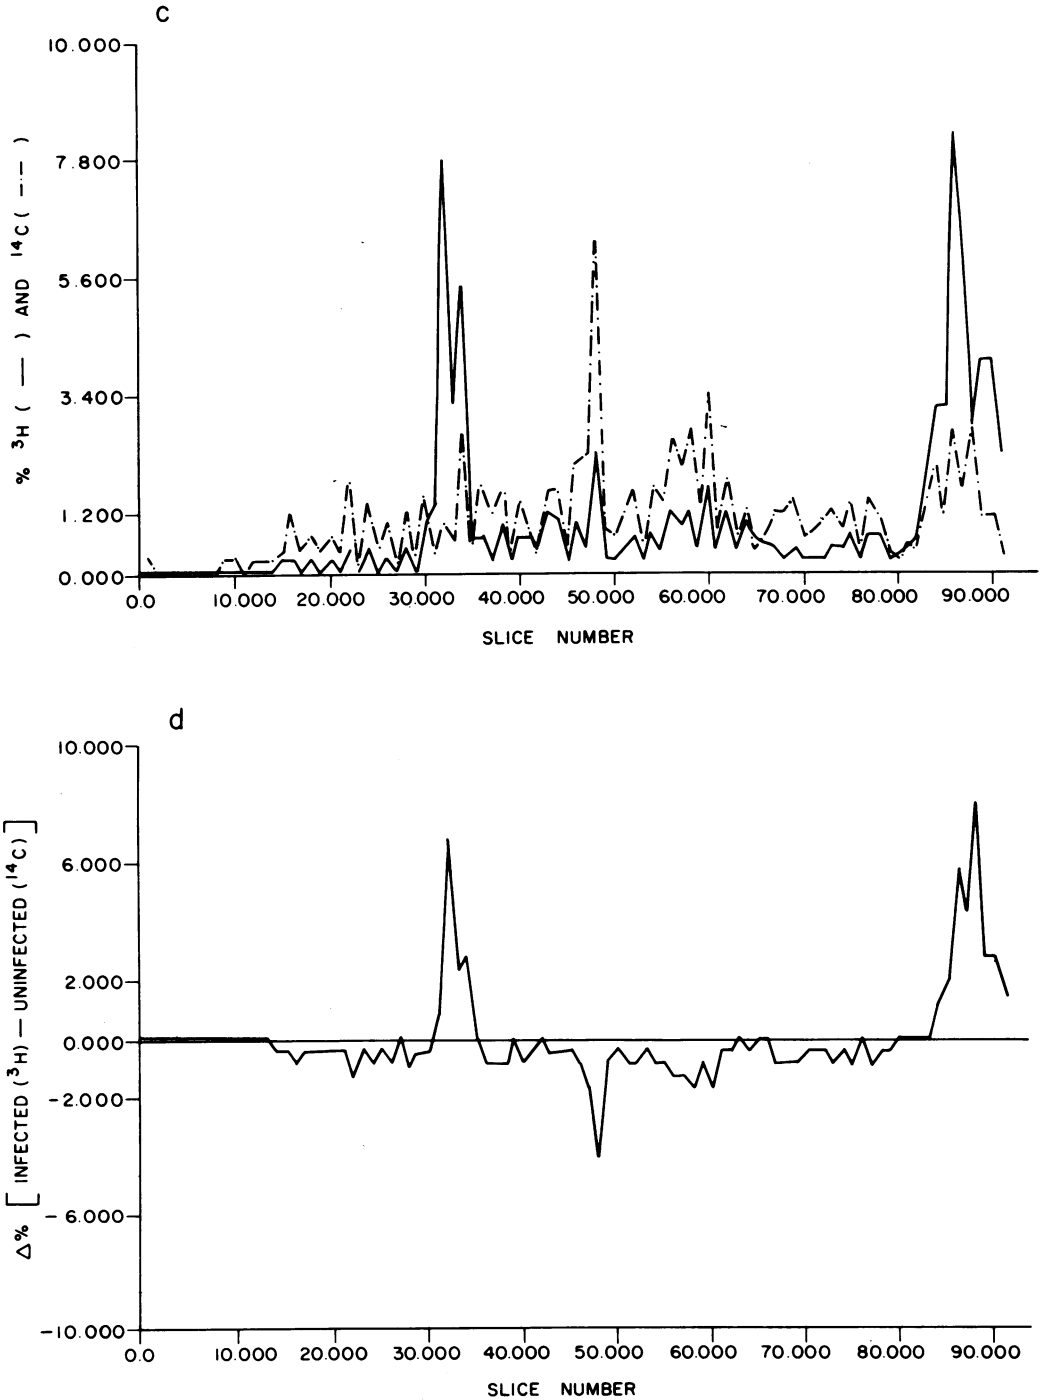 c
% ³H ( — ) AND ¹⁴C ( —·— )
10.000
7.800
5.600
3.400
1.200
0.000
0.0 10.000 20.000 30.000 40.000 50.000 60.000 70.000 80.000 90.000
SLICE NUMBER
d
Δ% [ INFECTED (³H) — UNINFECTED (¹⁴C) ]
10.000
6.000
2.000
0.000
-2.000
-6.000
-10.000
0.0 10.000 20.000 30.000 40.000 50.000 60.000 70.000 80.000 90.000
SLICE NUMBER